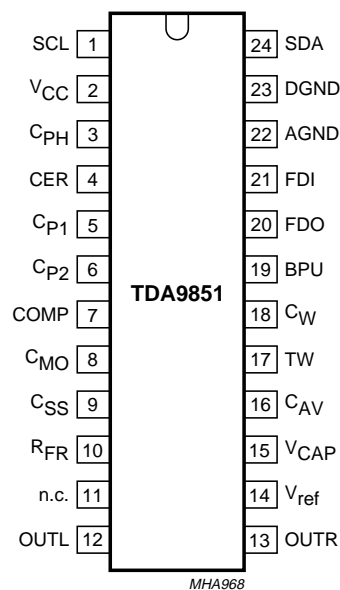 SCL 1 24 SDA
VCC 2 23 DGND
CPH 3 22 AGND
CER 4 21 FDI
CP1 5 20 FDO
CP2 6 19 BPU
TDA9851
COMP 7 18 CW
CMO 8 17 TW
CSS 9 16 CAV
RFR 10 15 VCAP
n.c. 11 14 Vref
OUTL 12 13 OUTR
MHA968